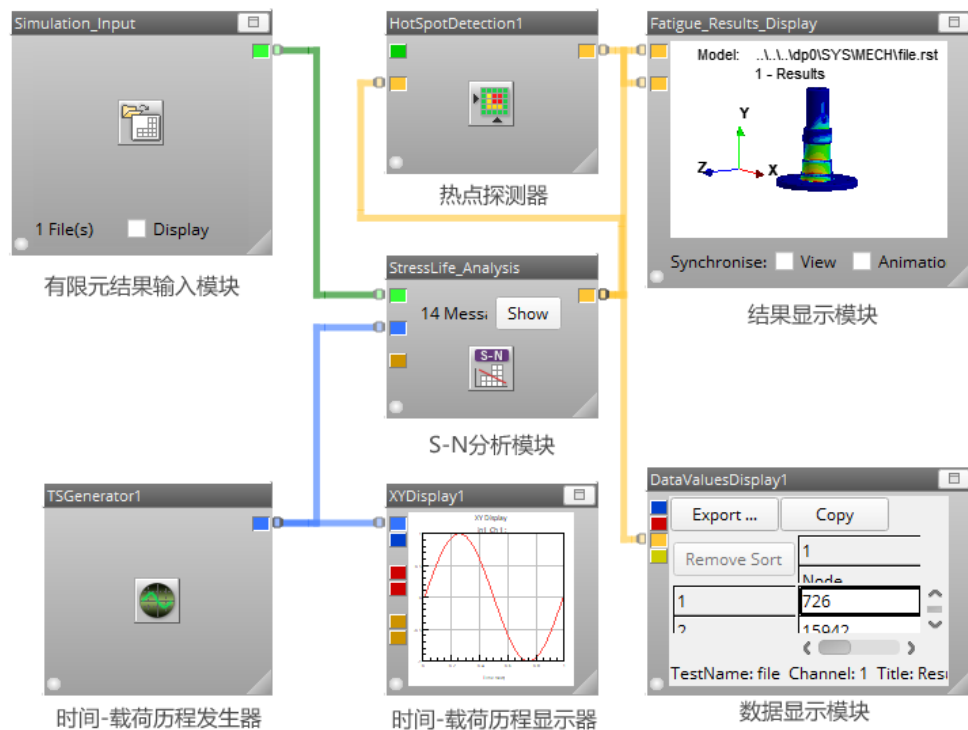 Simulation_Input
1 File(s)
Display
有限元结果输入模块
HotSpotDetection1
热点探测器
Fatigue_Results_Display
Model: ..\..\..\dp0\SYS\MECH\file.rst
1 - Results
Y
Z
X
Synchronise: View Animatio
结果显示模块
StressLife_Analysis
14 Messa
Show
S-N
S-N分析模块
TSGenerator1
时间-载荷历程发生器
XYDisplay1
XY Display
时间-载荷历程显示器
DataValuesDisplay1
Export ... Copy
Remove Sort
1
Node
1 726
2 15942
TestName: file Channel: 1 Title: Resu
数据显示模块